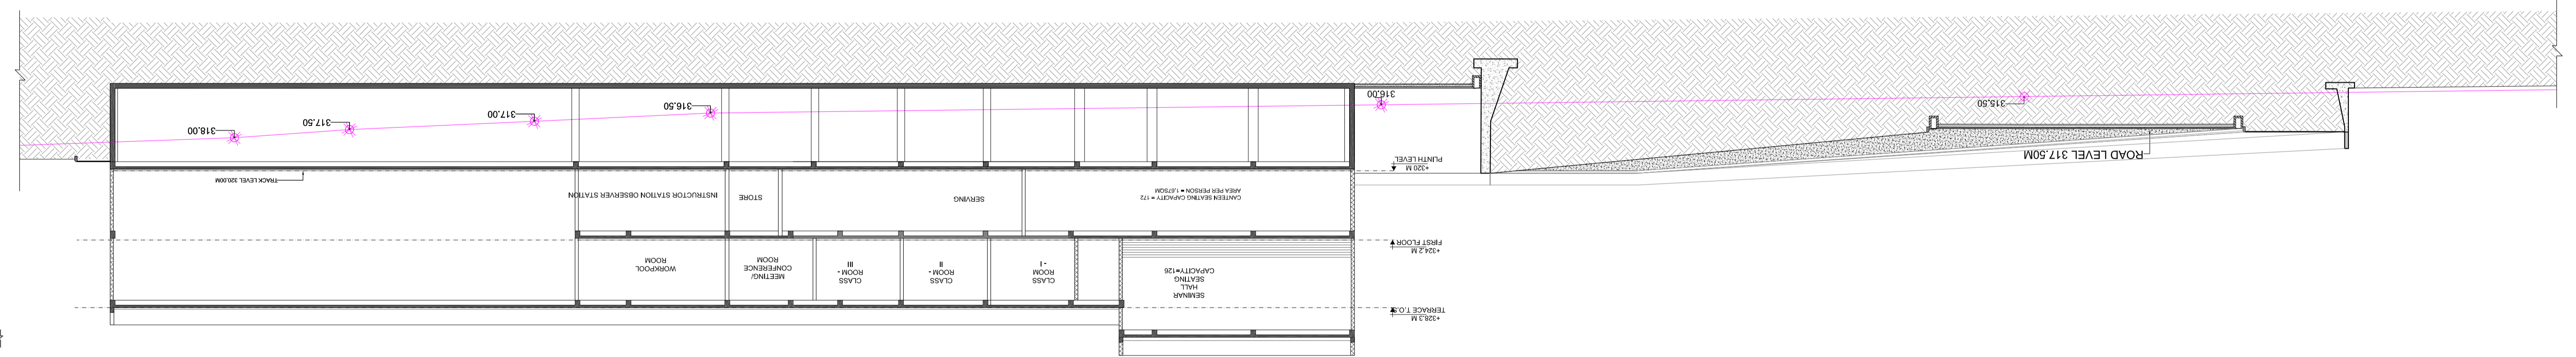 +328.3 M
TERRACE T.O.S
SEMINAR
HALL
SEATING
CAPACITY=126
CLASS
ROOM
- I
CLASS
ROOM -
II
CLASS
ROOM -
III
MEETING/
CONFERENCE
ROOM
WORKPOOL
ROOM
+324.2 M
FIRST FLOOR
CANTEEN SEATING CAPACITY = 172
AREA PER PERSON = 1.67SQM
SERVING
STORE
INSTRUCTOR STATION OBSERVER STATION
TRACK LEVEL 320.00M
+320 M
PLINTH LEVEL
ROAD LEVEL 317.50M
315.50
316.00
316.50
317.00
317.50
318.00